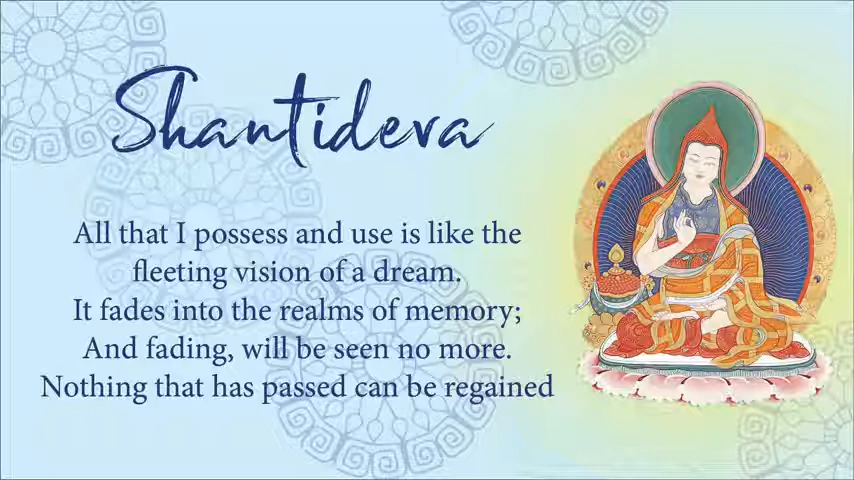 Shantideva
All that I possess and use is like the
fleeting vision of a dream.
It fades into the realms of memory;
And fading, will be seen no more.
Nothing that has passed can be regained